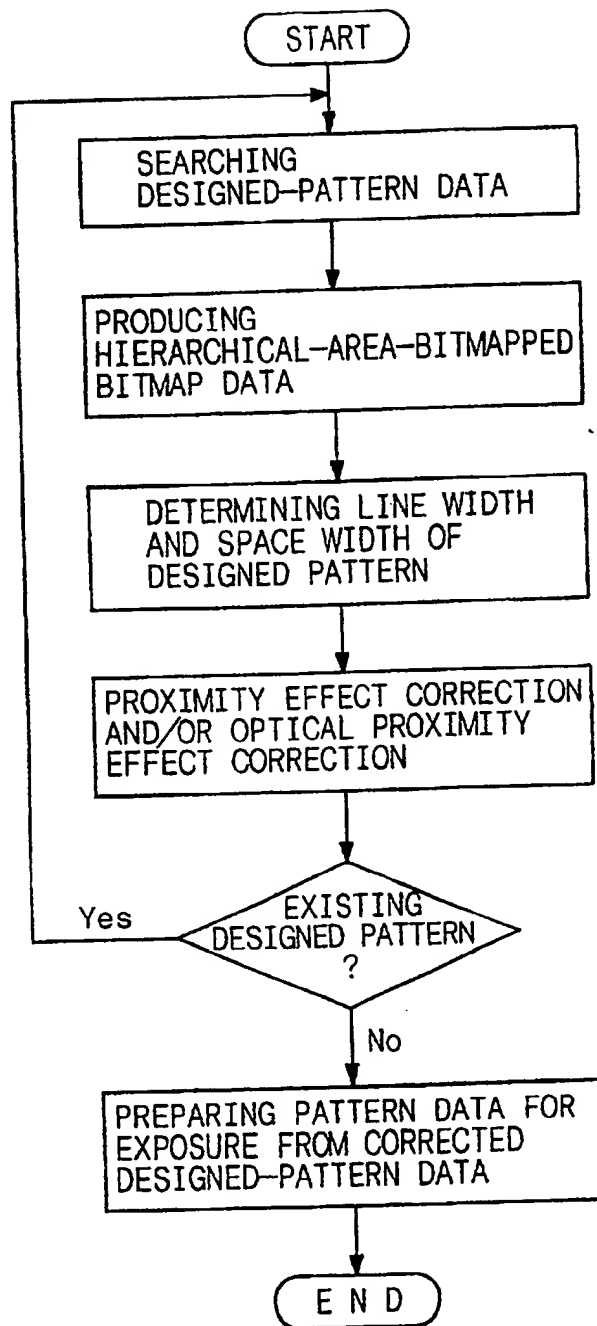 START
SEARCHING
DESIGNED-PATTERN DATA
PRODUCING
HIERARCHICAL-AREA-BITMAPPED
BITMAP DATA
DETERMINING LINE WIDTH
AND SPACE WIDTH OF
DESIGNED PATTERN
PROXIMITY EFFECT CORRECTION
AND/OR OPTICAL PROXIMITY
EFFECT CORRECTION
EXISTING
DESIGNED PATTERN
?
Yes
No
PREPARING PATTERN DATA FOR
EXPOSURE FROM CORRECTED
DESIGNED-PATTERN DATA
E N D